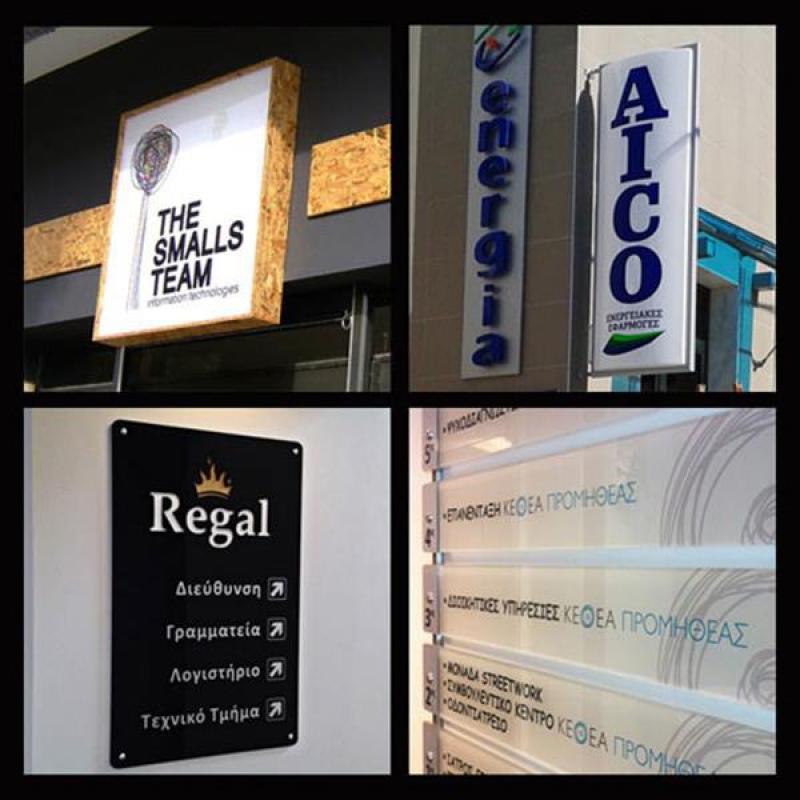 THE
SMALLS
TEAM
information technologies
energia
AICO
ΕΝΕΡΓΕΙΑΚΕΣ
ΕΦΑΡΜΟΓΕΣ
Regal
Διεύθυνση
Γραμματεία
Λογιστήριο
Τεχνικό Τμήμα
5ος
4ος
•ΕΠΑΝΕΝΤΑΞΗ ΚΕΘΕΑ ΠΡΟΜΗΘΕΑΣ
3ος
•ΔΙΟΙΚΗΤΙΚΕΣ ΥΠΗΡΕΣΙΕΣ ΚΕΘΕΑ ΠΡΟΜΗΘΕΑΣ
2ος
•ΜΟΝΑΔΑ STREETWORK
•ΣΥΜΒΟΥΛΕΥΤΙΚΟ ΚΕΝΤΡΟ ΚΕΘΕΑ ΠΡΟΜΗΘΕΑΣ
•ΟΔΟΝΤΙΑΤΡΕΙΟ